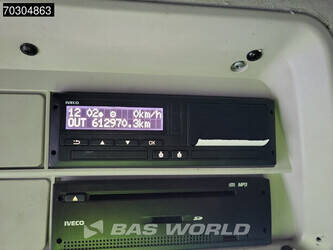 70304863
IVECO
12 02 0km/h
OUT 612970.3km
OK
MP3
IVECO
BAS WORLD